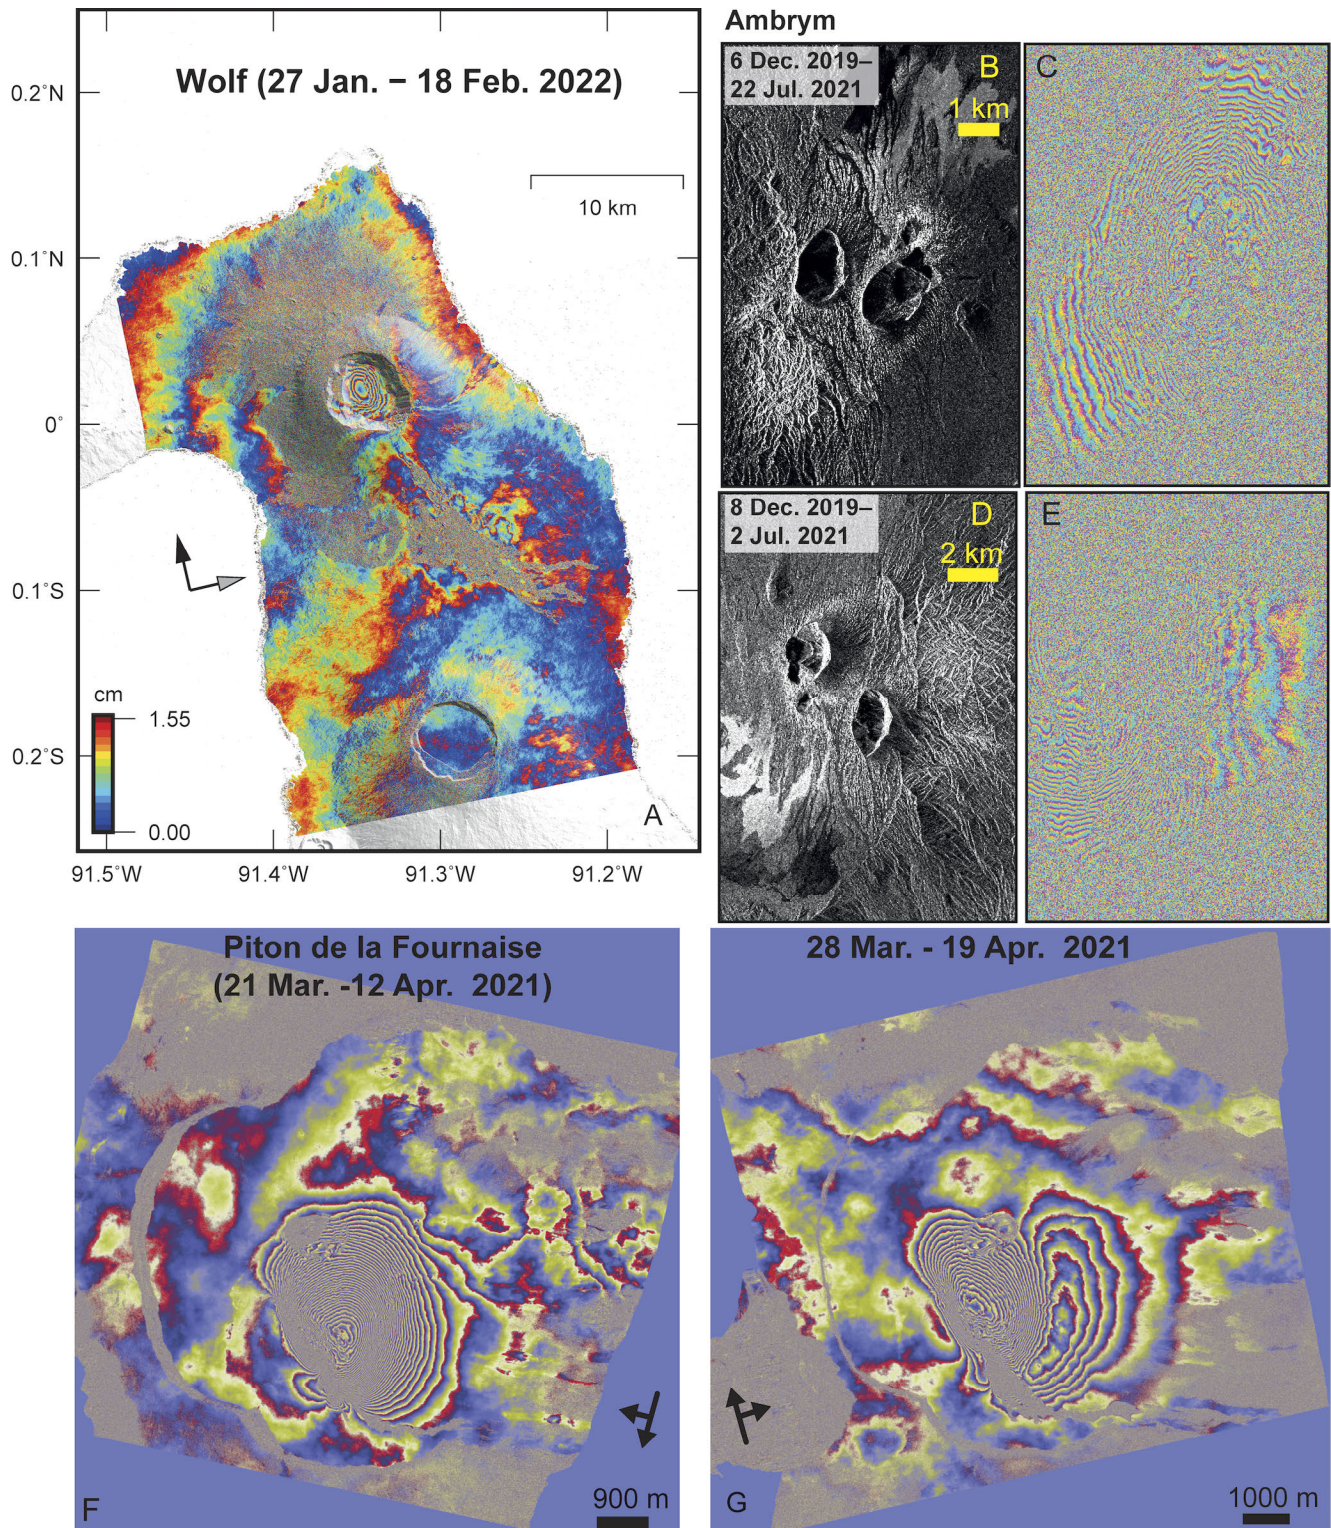 Wolf (27 Jan. – 18 Feb. 2022)
0.2˚N
0.1˚N
0˚
0.1˚S
0.2˚S
10 km
cm
1.55
0.00
A
91.5˚W
91.4˚W
91.3˚W
91.2˚W
Ambrym
6 Dec. 2019–
22 Jul. 2021
B
1 km
C
8 Dec. 2019–
2 Jul. 2021
D
2 km
E
Piton de la Fournaise
(21 Mar. -12 Apr. 2021)
F
900 m
28 Mar. - 19 Apr. 2021
G
1000 m